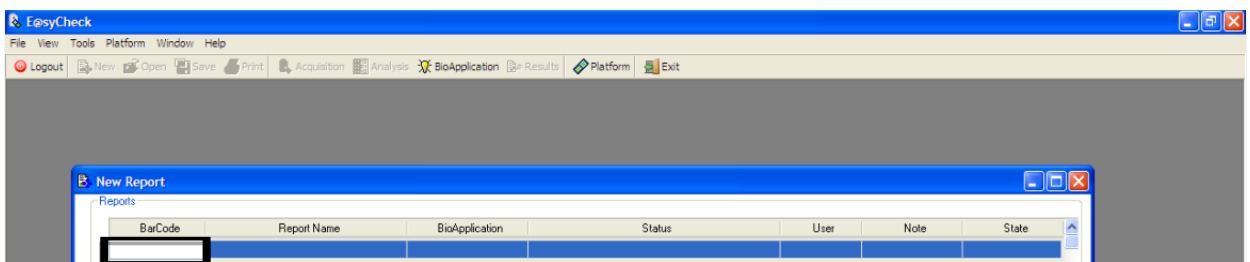 E@syCheck
File View Tools Platform Window Help
Logout New Open Save Print Acquisition Analysis BioApplication Results Platform Exit
New Report
Reports
BarCode Report Name BioApplication Status User Note State